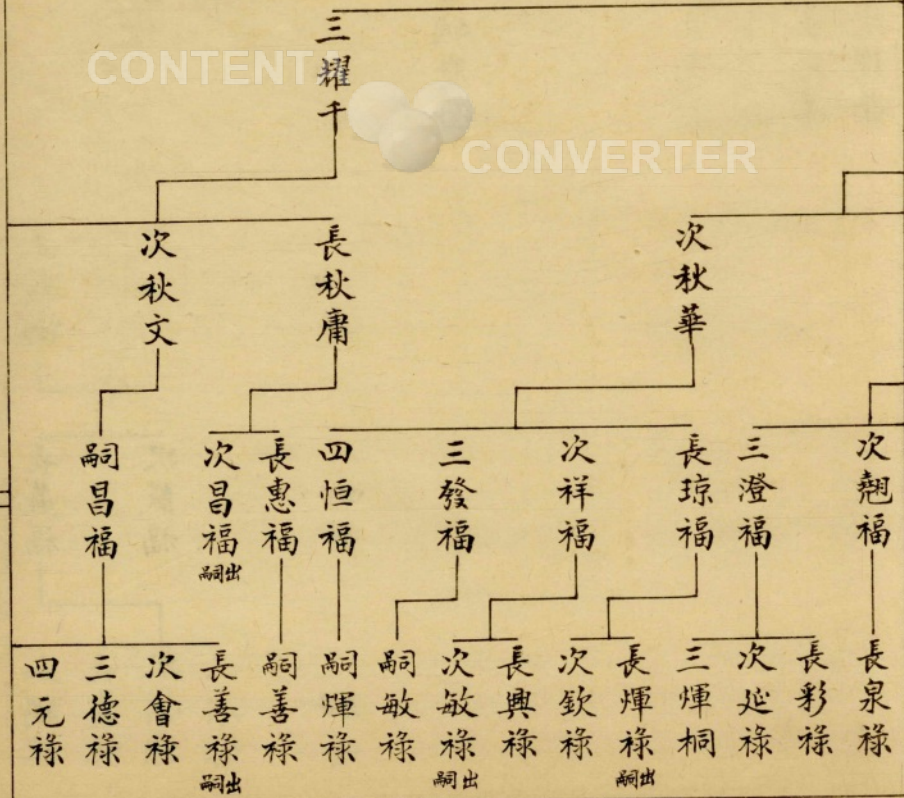 三耀千
CONTENT
CONVERTER
次秋華
長秋庸
次秋文
次翹福
三澄福
長琼福
次祥福
三發福
四恒福
長惠福
次昌福嗣出
嗣昌福
長泉祿
長彩祿
次延祿
三煇桐
長煇祿嗣出
次欽祿
長興祿
次敏祿嗣出
嗣敏祿
嗣煇祿
嗣善祿
長善祿嗣出
次會祿
三德祿
四元祿